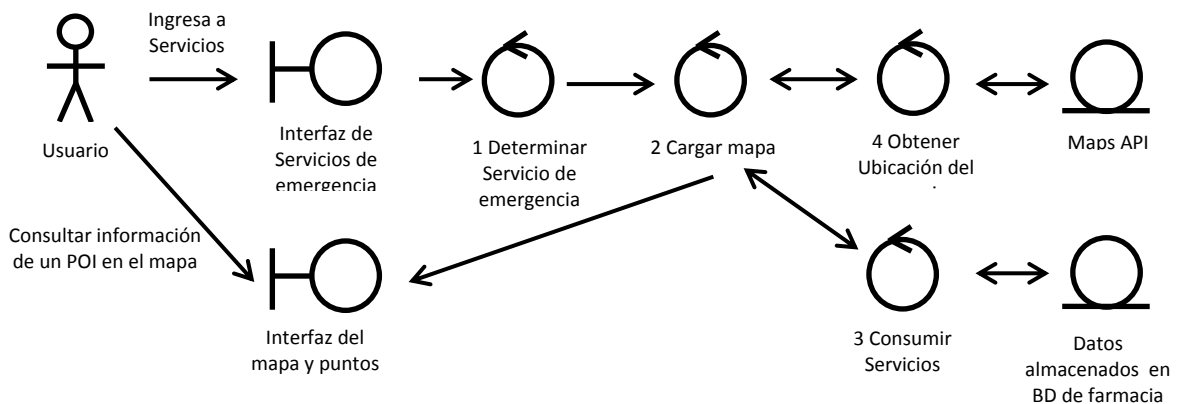 Ingresa a
Servicios
Usuario
Interfaz de
Servicios de
emergencia
1 Determinar
Servicio de
emergencia
2 Cargar mapa
4 Obtener
Ubicación del
Maps API
Consultar información
de un POI en el mapa
Interfaz del
mapa y puntos
3 Consumir
Servicios
Datos
almacenados en
BD de farmacia